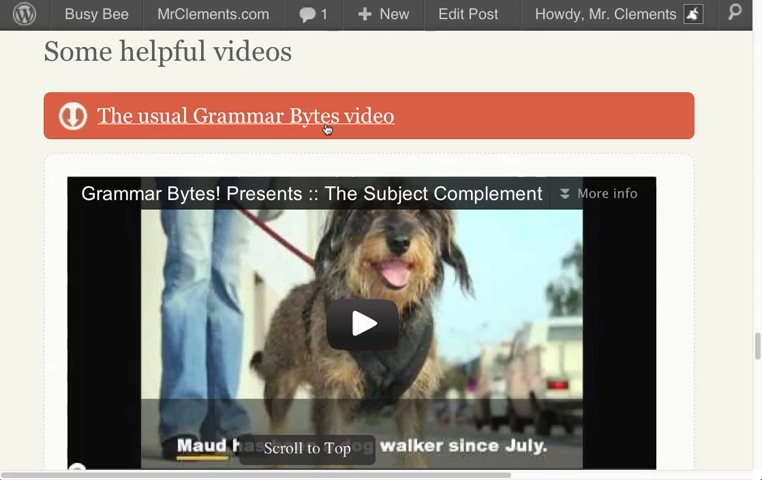 Busy Bee MrClements.com 1 New Edit Post Howdy, Mr. Clements
Some helpful videos
The usual Grammar Bytes video
Grammar Bytes! Presents :: The Subject Complement More info
Maud walker since July.
Scroll to Top